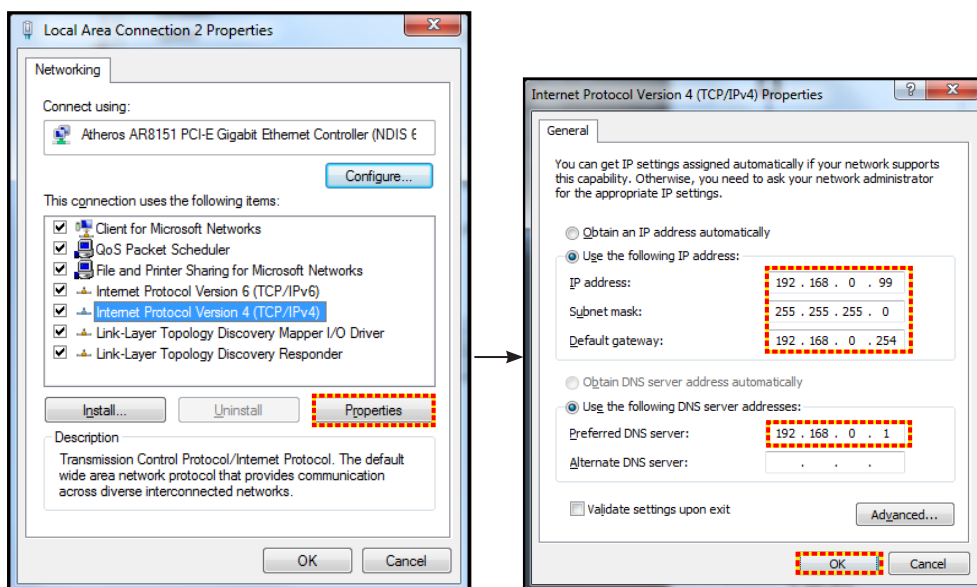 Local Area Connection 2 Properties
Networking
Connect using:
Atheros AR8151 PCI-E Gigabit Ethernet Controller (NDIS 6
Configure...
This connection uses the following items:
Client for Microsoft Networks
QoS Packet Scheduler
File and Printer Sharing for Microsoft Networks
Internet Protocol Version 6 (TCP/IPv6)
Internet Protocol Version 4 (TCP/IPv4)
Link-Layer Topology Discovery Mapper I/O Driver
Link-Layer Topology Discovery Responder
Install...
Uninstall
Properties
Description
Transmission Control Protocol/Internet Protocol. The default
wide area network protocol that provides communication
across diverse interconnected networks.
OK
Cancel
Internet Protocol Version 4 (TCP/IPv4) Properties
?
General
You can get IP settings assigned automatically if your network supports
this capability. Otherwise, you need to ask your network administrator
for the appropriate IP settings.
Obtain an IP address automatically
Use the following IP address:
IP address: 192 . 168 . 0 . 99
Subnet mask: 255 . 255 . 255 . 0
Default gateway: 192 . 168 . 0 . 254
Obtain DNS server address automatically
Use the following DNS server addresses:
Preferred DNS server: 192 . 168 . 0 . 1
Alternate DNS server: . . .
Validate settings upon exit
Advanced...
OK
Cancel